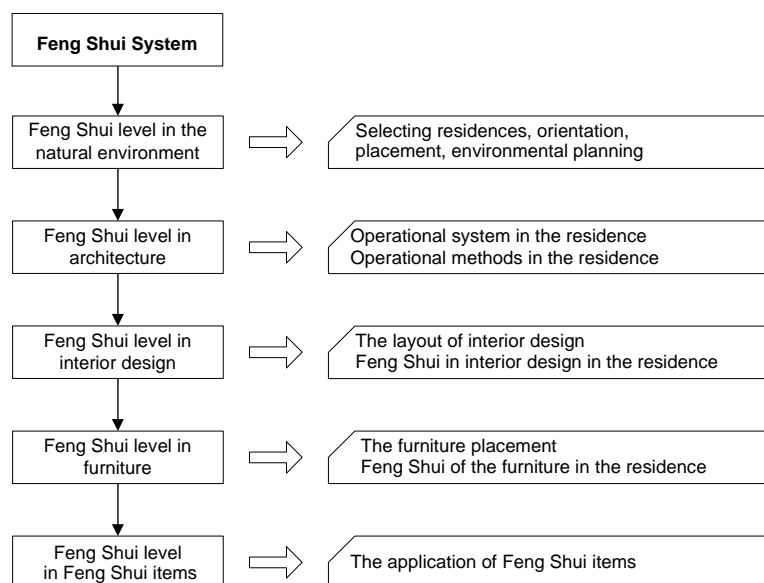 Feng Shui System
Feng Shui level in the
natural environment
Selecting residences, orientation,
placement, environmental planning
Feng Shui level in
architecture
Operational system in the residence
Operational methods in the residence
Feng Shui level in
interior design
The layout of interior design
Feng Shui in interior design in the residence
Feng Shui level in
furniture
The furniture placement
Feng Shui of the furniture in the residence
Feng Shui level
in Feng Shui items
The application of Feng Shui items